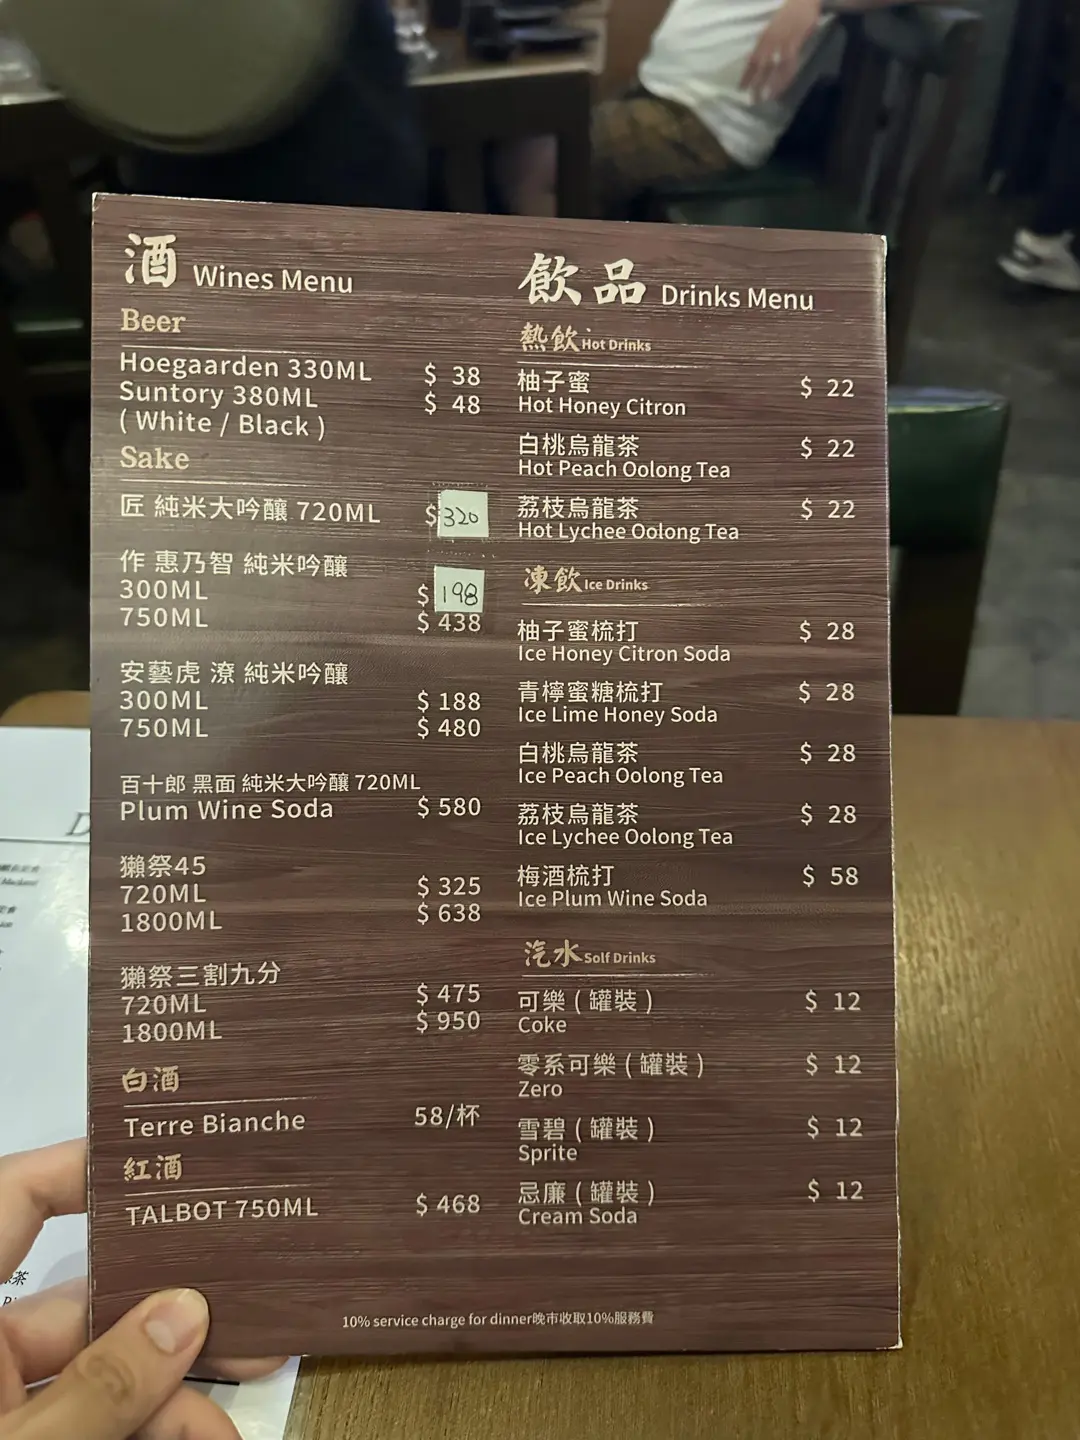 酒 Wines Menu
Beer
Hoegaarden 330ML $ 38
Suntory 380ML $ 48
( White / Black )
Sake
匠 純米大吟釀 720ML $320
作 惠乃智 純米吟釀
300ML $ 198
750ML $ 438
安藝虎 潦 純米吟釀
300ML $ 188
750ML $ 480
百十郎 黑面 純米大吟釀 720ML
Plum Wine Soda $ 580
獺祭45
720ML $ 325
1800ML $ 638
獺祭三割九分
720ML $ 475
1800ML $ 950
白酒
Terre Bianche 58/杯
紅酒
TALBOT 750ML $ 468
飲品 Drinks Menu
熱飲 Hot Drinks
柚子蜜 $ 22
Hot Honey Citron
白桃烏龍茶 $ 22
Hot Peach Oolong Tea
荔枝烏龍茶 $ 22
Hot Lychee Oolong Tea
凍飲 Ice Drinks
柚子蜜梳打 $ 28
Ice Honey Citron Soda
青檸蜜糖梳打 $ 28
Ice Lime Honey Soda
白桃烏龍茶 $ 28
Ice Peach Oolong Tea
荔枝烏龍茶 $ 28
Ice Lychee Oolong Tea
梅酒梳打 $ 58
Ice Plum Wine Soda
汽水 Solf Drinks
可樂 ( 罐裝 ) $ 12
Coke
零系可樂 ( 罐裝 ) $ 12
Zero
雪碧 ( 罐裝 ) $ 12
Sprite
忌廉 ( 罐裝 ) $ 12
Cream Soda
10% service charge for dinner晚市收取10%服務費